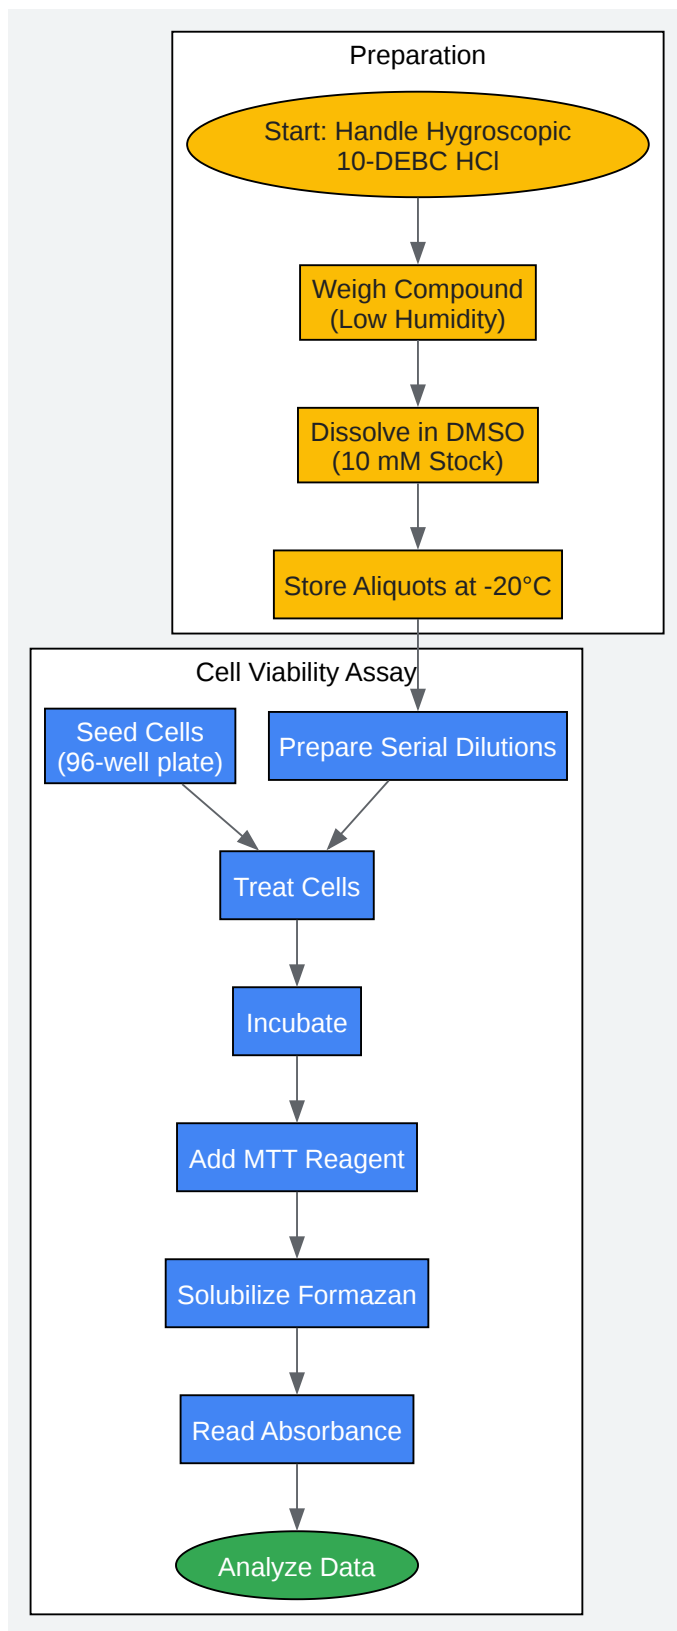 Preparation
Start: Handle Hygroscopic
10-DEBC HCl
Weigh Compound
(Low Humidity)
Dissolve in DMSO
(10 mM Stock)
Store Aliquots at -20°C
Cell Viability Assay
Seed Cells
(96-well plate)
Prepare Serial Dilutions
Treat Cells
Incubate
Add MTT Reagent
Solubilize Formazan
Read Absorbance
Analyze Data